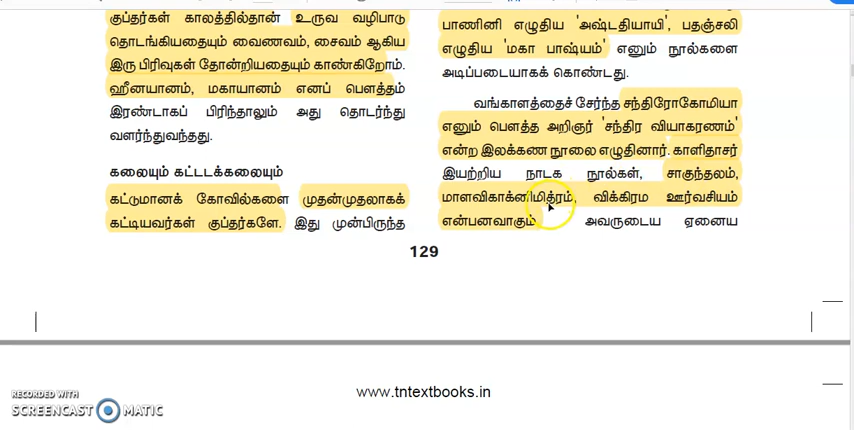 குப்தர்கள் காலத்தில்தான் உருவ வழிபாடு
தொடங்கியதையும் வைணவம், சைவம் ஆகிய
இரு பிரிவுகள் தோன்றியதையும் காண்கிறோம்.
ஹீனயானம், மகாயானம் எனப் பௌத்தம்
இரண்டாகப் பிரிந்தாலும் அது தொடர்ந்து
வளர்ந்துவந்தது.
கலையும் கட்டடக்கலையும்
கட்டுமானக் கோவில்களை முதன்முதலாகக்
கட்டியவர்கள் குப்தர்களே. இது முன்பிருந்த
பாணினி எழுதிய 'அஷ்டதியாயி', பதஞ்சலி
எழுதிய 'மகா பாஷ்யம்' எனும் நூல்களை
அடிப்படையாகக் கொண்டது.
வங்காளத்தைச் சேர்ந்த சந்திரோகோமியா
எனும் பௌத்த அறிஞர் 'சந்திர வியாகரணம்'
என்ற இலக்கண நூலை எழுதினார். காளிதாசர்
இயற்றிய நாடக நூல்கள், சாகுந்தலம்,
மாளவிகாக்னிமித்ரம், விக்கிரம ஊர்வசியம்
என்பனவாகும் அவருடைய ஏனைய
129
www.tntextbooks.in
RECORDED WITH
SCREENCAST MATIC